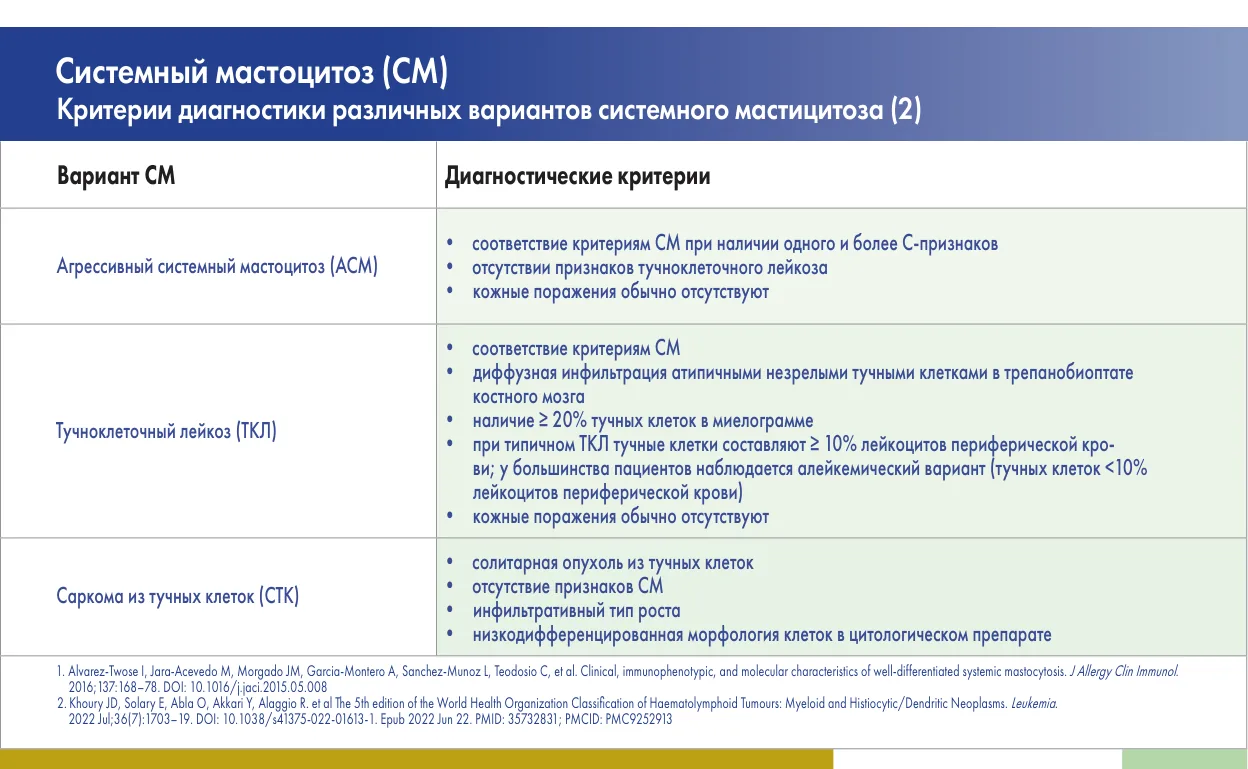 Системный мастоцитоз (СМ)
Критерии диагностики различных вариантов системного мастицитоза (2)
Вариант СМ
Диагностические критерии
Агрессивный системный мастоцитоз (АСМ)
• соответствие критериям СМ при наличии одного и более С-признаков
• отсутствии признаков тучноклеточного лейкоза
• кожные поражения обычно отсутствуют
Тучноклеточный лейкоз (ТКЛ)
• соответствие критериям СМ
• диффузная инфильтрация атипичными незрелыми тучными клетками в трепанобиоптате
костного мозга
• наличие ≥ 20% тучных клеток в миелограмме
• при типичном ТКЛ тучные клетки составляют ≥ 10% лейкоцитов периферической кро-
ви; у большинства пациентов наблюдается алейкемический вариант (тучных клеток <10%
лейкоцитов периферической крови)
• кожные поражения обычно отсутствуют
Саркома из тучных клеток (СТК)
• солитарная опухоль из тучных клеток
• отсутствие признаков СМ
• инфильтративный тип роста
• низкодифференцированная морфология клеток в цитологическом препарате
1. Alvarez-Twose I, Jara-Acevedo M, Morgado JM, Garcia-Montero A, Sanchez-Munoz L, Teodosio C, et al. Clinical, immunophenotypic, and molecular characteristics of well-differentiated systemic mastocytosis. J Allergy Clin Immunol.
2016;137:168–78. DOI: 10.1016/j.jaci.2015.05.008
2. Khoury JD, Solary E, Abla O, Akkari Y, Alaggio R. et al The 5th edition of the World Health Organization Classification of Haematolymphoid Tumours: Myeloid and Histiocytic/Dendritic Neoplasms. Leukemia.
2022 Jul;36(7):1703–19. DOI: 10.1038/s41375-022-01613-1. Epub 2022 Jun 22. PMID: 35732831; PMCID: PMC9252913